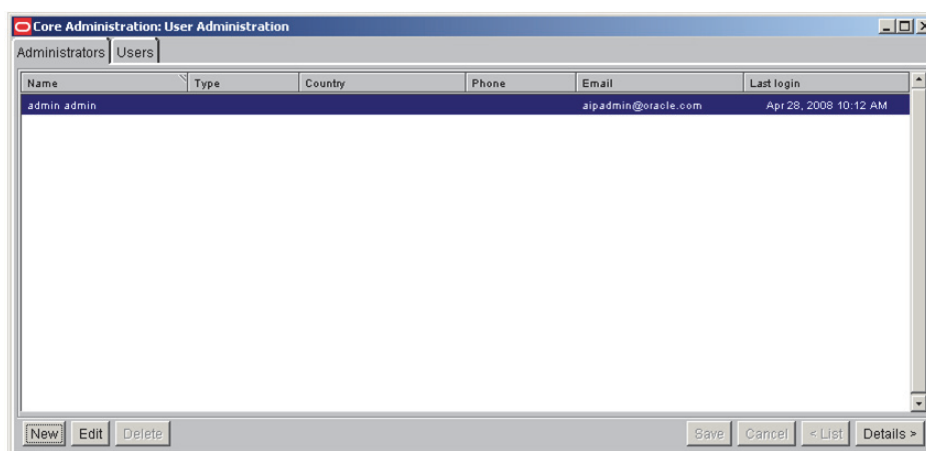 Core Administration: User Administration
Administrators Users
Name Type Country Phone Email Last login
admin admin aipadmin@oracle.com Apr 28, 2008 10:12 AM
New Edit Delete Save Cancel < List Details >